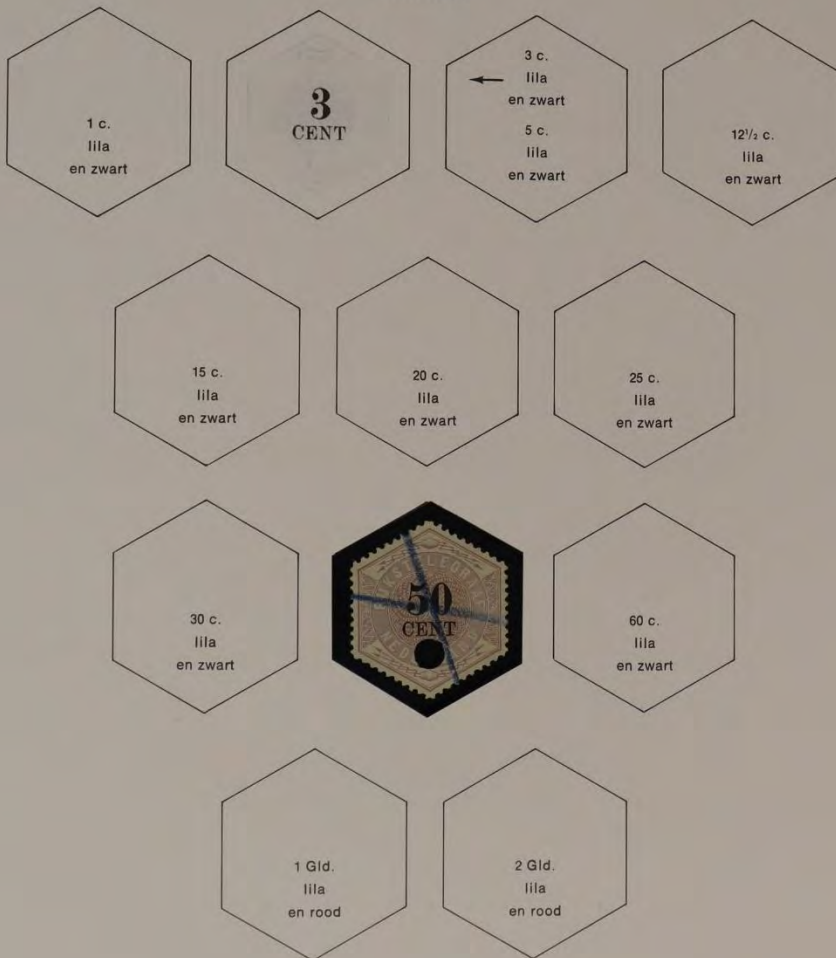 1 c.
lila
en zwart
3
CENT
3 c.
lila
en zwart
5 c.
lila
en zwart
12½ c.
lila
en zwart
15 c.
lila
en zwart
20 c.
lila
en zwart
25 c.
lila
en zwart
30 c.
lila
en zwart
50
CENT
60 c.
lila
en zwart
1 Gld.
lila
en rood
2 Gld.
lila
en rood